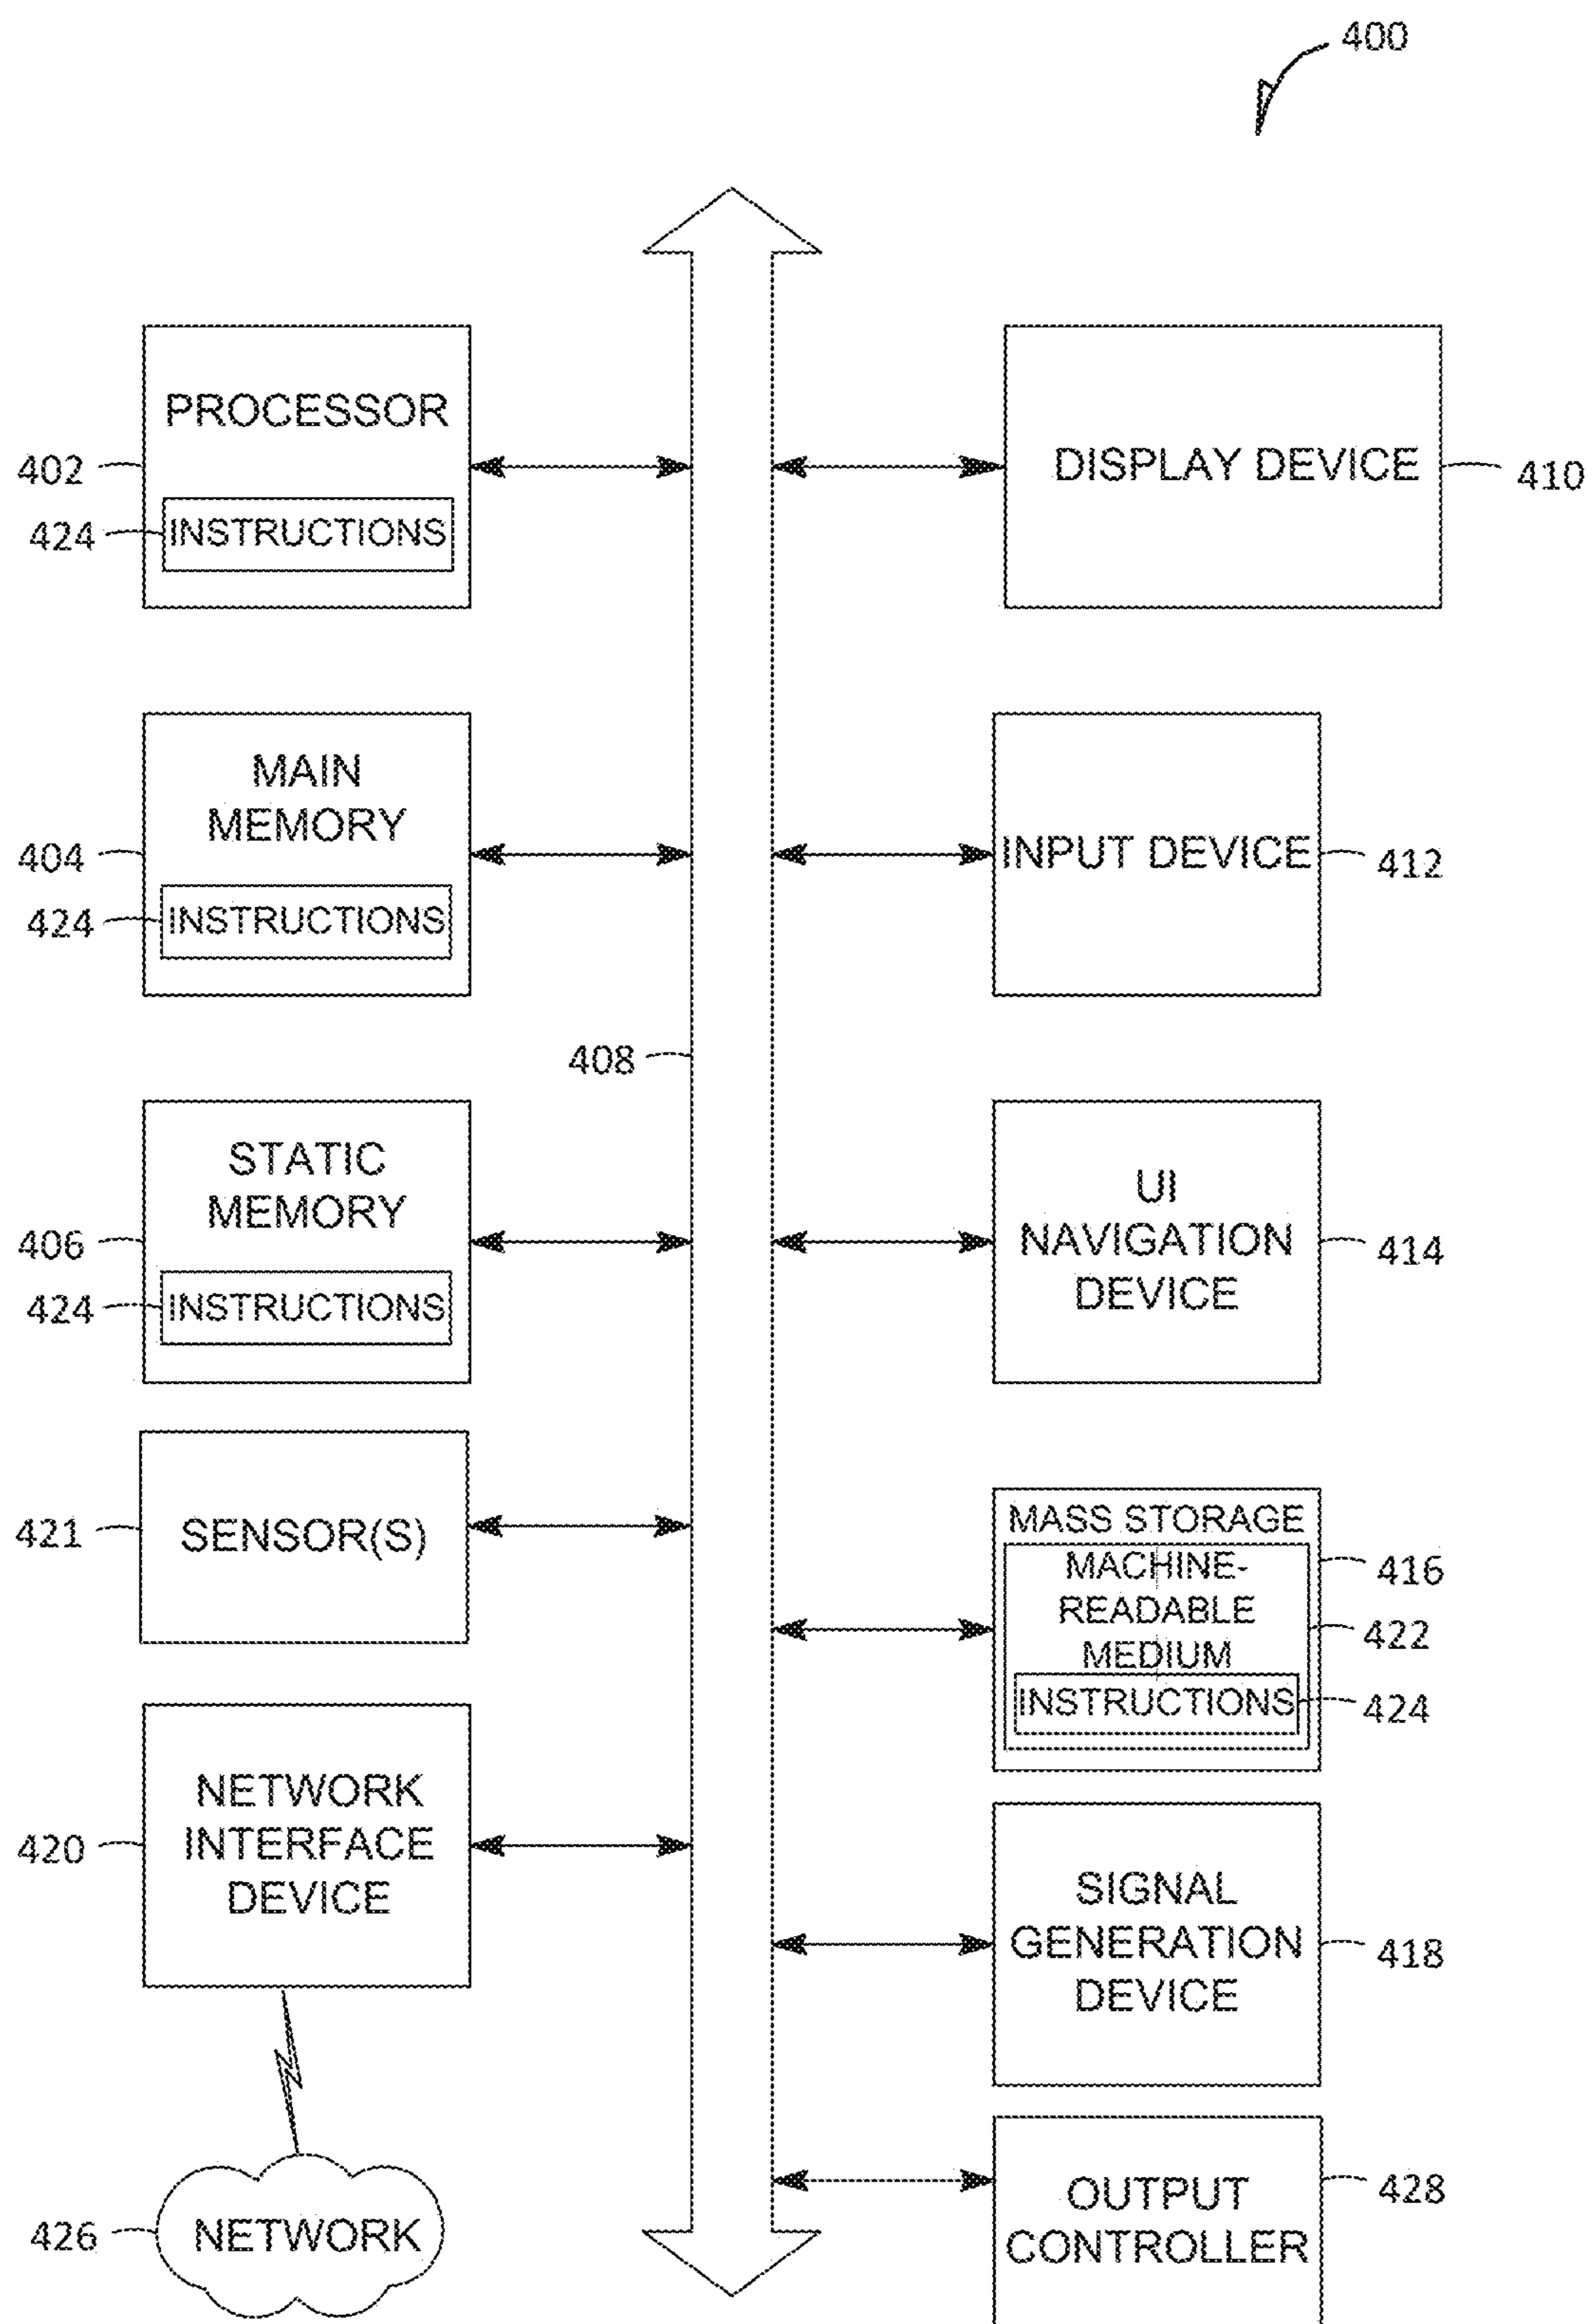 400
PROCESSOR
402
424
INSTRUCTIONS
DISPLAY DEVICE
410
MAIN
MEMORY
404
424
INSTRUCTIONS
INPUT DEVICE
412
408
STATIC
MEMORY
406
424
INSTRUCTIONS
UI
NAVIGATION
DEVICE
414
SENSOR(S)
421
MASS STORAGE
MACHINE-
READABLE
MEDIUM
INSTRUCTIONS
416
422
424
NETWORK
INTERFACE
DEVICE
420
SIGNAL
GENERATION
DEVICE
418
NETWORK
426
OUTPUT
CONTROLLER
428